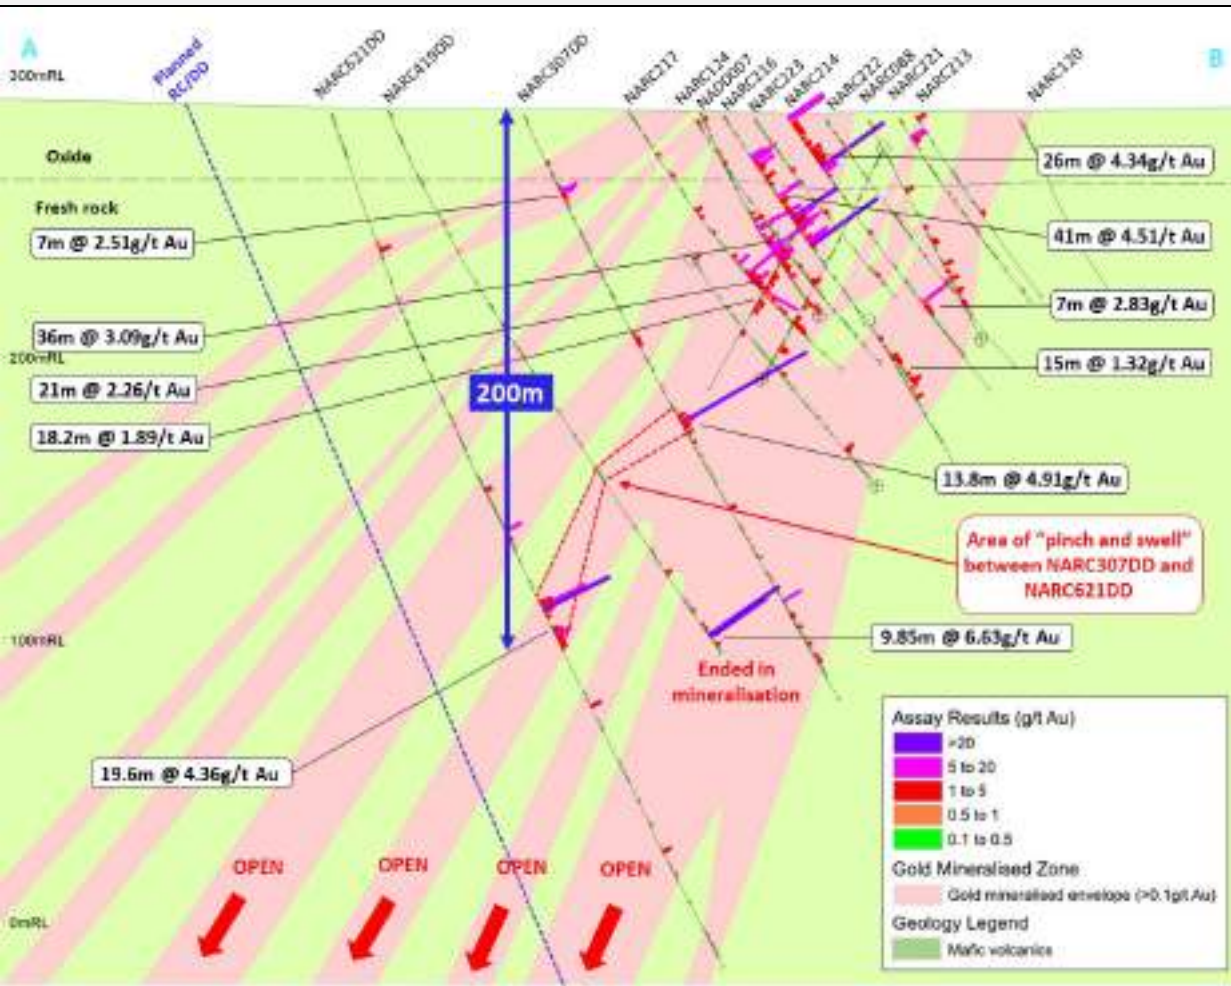 A
B
Planned
RC/DD
NARC621DD
NARC419DD
NARC307DD
NARC217
NARC124
NADD007
NARC216
NARC223
NARC214
NARC222
NARC088
NARC221
NARC213
NARC120
300mRL
Oxide
Fresh rock
26m @ 4.34g/t Au
41m @ 4.51/t Au
7m @ 2.51g/t Au
7m @ 2.83g/t Au
36m @ 3.09g/t Au
200mRL
15m @ 1.32g/t Au
21m @ 2.26/t Au
200m
18.2m @ 1.89/t Au
13.8m @ 4.91g/t Au
Area of "pinch and swell"
between NARC307DD and
NARC621DD
100mRL
9.85m @ 6.63g/t Au
Ended in
mineralisation
19.6m @ 4.36g/t Au
Assay Results (g/t Au)
>20
5 to 20
1 to 5
0.5 to 1
0.1 to 0.5
Gold Mineralised Zone
Gold mineralised envelope (>0.1g/t Au)
Geology Legend
Mafic volcanics
OPEN
OPEN
OPEN
OPEN
0mRL